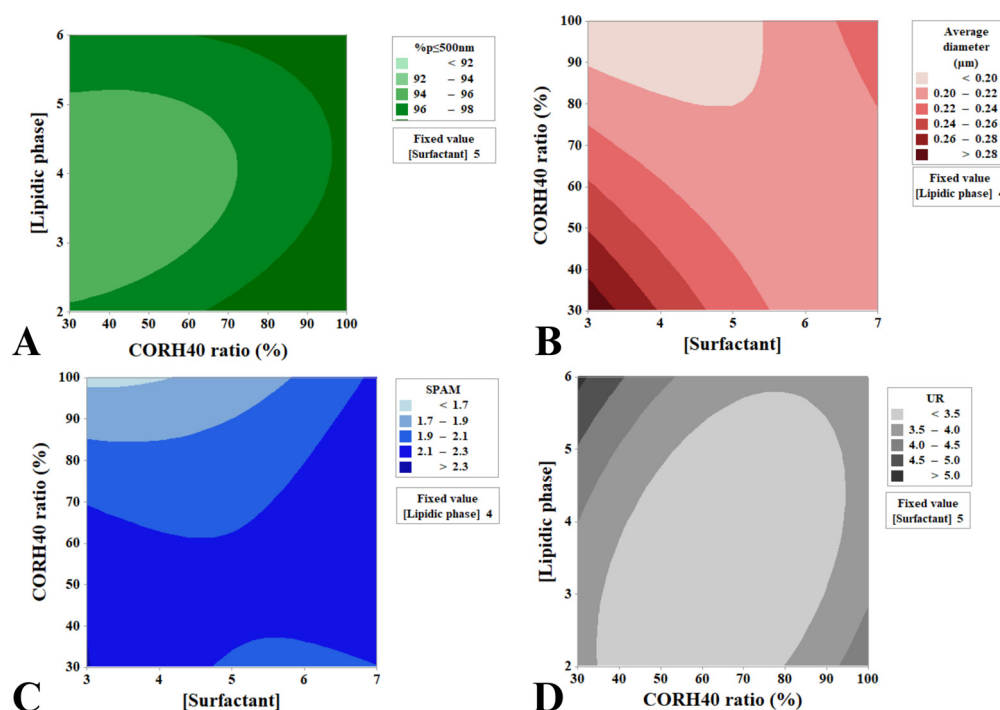 %p≤500nm
< 92
92 – 94
94 – 96
96 – 98
Fixed value
[Surfactant] 5
[Lipidic phase]
6
5
4
3
2
30 40 50 60 70 80 90 100
CORH40 ratio (%)
A
Average
diameter
(µm)
< 0.20
0.20 – 0.22
0.22 – 0.24
0.24 – 0.26
0.26 – 0.28
> 0.28
Fixed value
[Lipidic phase]
CORH40 ratio (%)
100
90
80
70
60
50
40
30
3 4 5 6 7
[Surfactant]
B
SPAM
< 1.7
1.7 – 1.9
1.9 – 2.1
2.1 – 2.3
> 2.3
Fixed value
[Lipidic phase] 4
CORH40 ratio (%)
100
90
80
70
60
50
40
30
3 4 5 6 7
[Surfactant]
C
UR
< 3.5
3.5 – 4.0
4.0 – 4.5
4.5 – 5.0
> 5.0
Fixed value
[Surfactant] 5
[Lipidic phase]
6
5
4
3
2
30 40 50 60 70 80 90 100
CORH40 ratio (%)
D